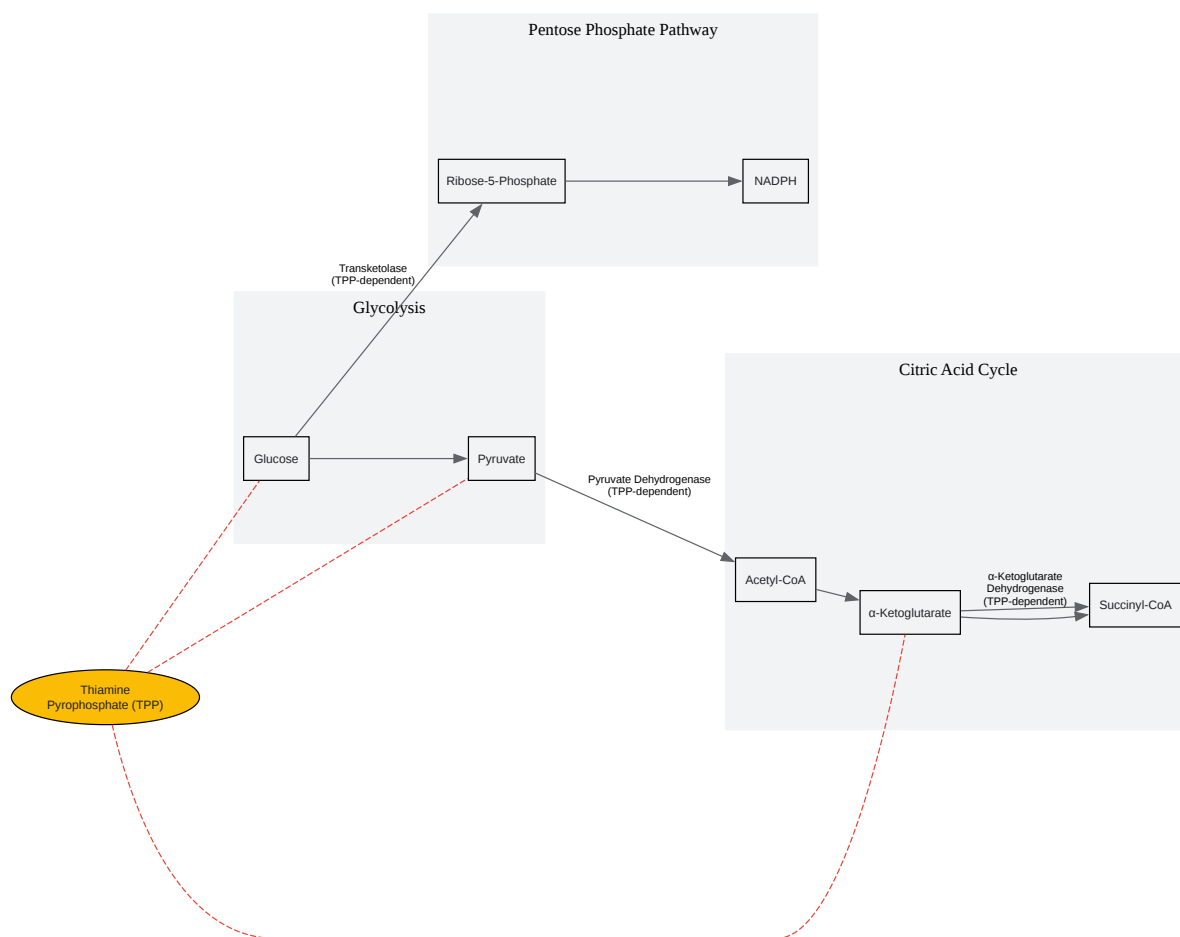 Pentose Phosphate Pathway
Ribose-5-Phosphate
NADPH
Transketolase
(TPP-dependent)
Glycolysis
Glucose
Pyruvate
Pyruvate Dehydrogenase
(TPP-dependent)
Citric Acid Cycle
Acetyl-CoA
α-Ketoglutarate
α-Ketoglutarate
Dehydrogenase
(TPP-dependent)
Succinyl-CoA
Thiamine
Pyrophosphate (TPP)